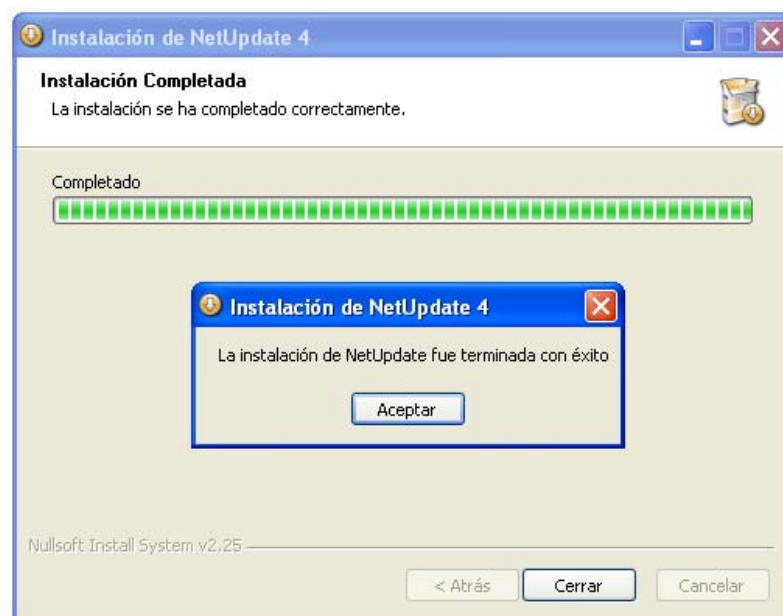 Instalación de NetUpdate 4
Instalación Completada
La instalación se ha completado correctamente.
Completado
Instalación de NetUpdate 4
La instalación de NetUpdate fue terminada con éxito
Aceptar
Nullsoft Install System v2.25
< Atrás Cerrar Cancelar